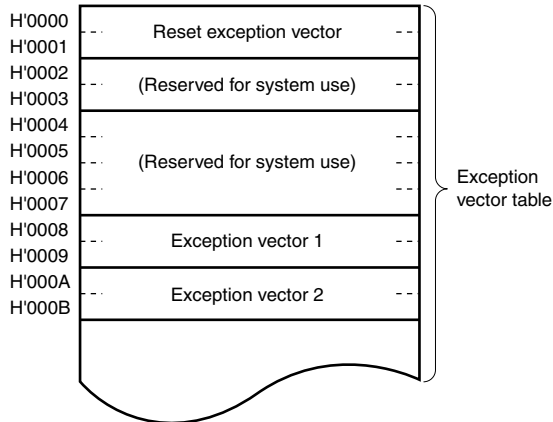 H'0000
Reset exception vector
H'0001
H'0002
(Reserved for system use)
H'0003
H'0004
H'0005
(Reserved for system use)
H'0006
H'0007
H'0008
Exception vector 1
H'0009
H'000A
Exception vector 2
H'000B
Exception
vector table